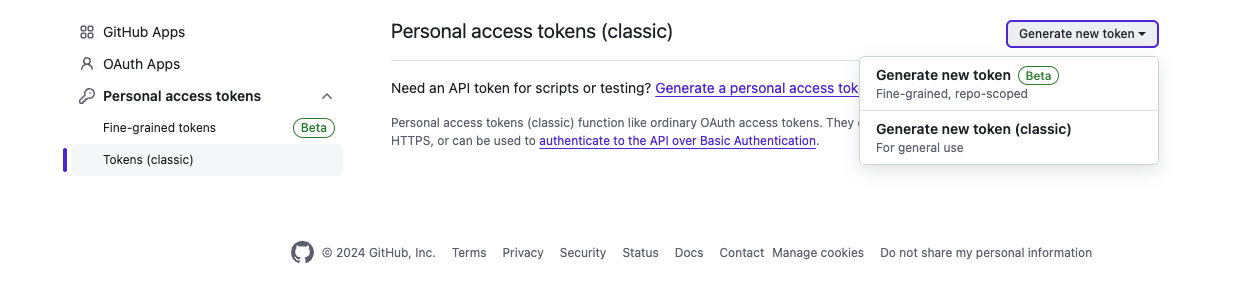 GitHub Apps
OAuth Apps
Personal access tokens
Fine-grained tokens Beta
Tokens (classic)
Personal access tokens (classic)
Generate new token
Need an API token for scripts or testing? Generate a personal access
Personal access tokens (classic) function like ordinary OAuth access tokens. They
HTTPS, or can be used to authenticate to the API over Basic Authentication.
Generate new token Beta
Fine-grained, repo-scoped
Generate new token (classic)
For general use
© 2024 GitHub, Inc. Terms Privacy Security Status Docs Contact Manage cookies Do not share my personal information